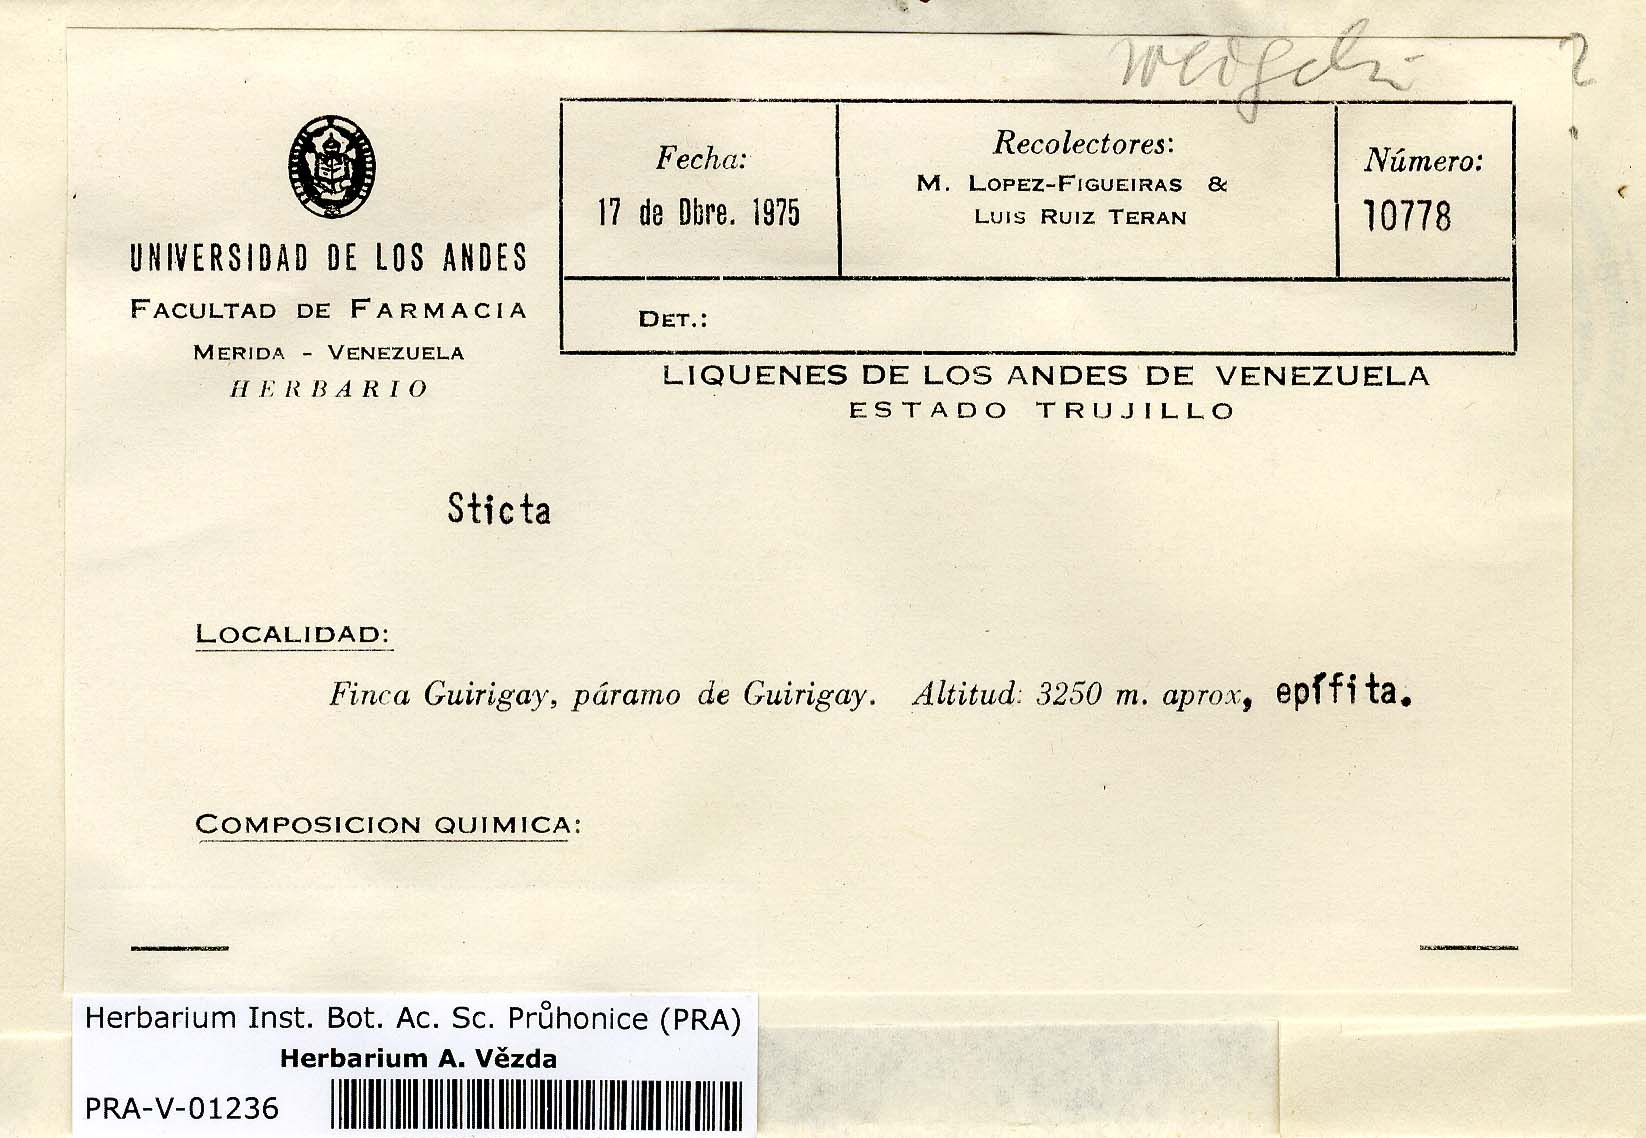 weigelii ?
UNIVERSIDAD DE LOS ANDES
FACULTAD DE FARMACIA
MERIDA - VENEZUELA
HERBARIO
Fecha:
17 de Dbre. 1975
Recolectores:
M. LOPEZ-FIGUEIRAS &
LUIS RUIZ TERAN
Número:
10778
DET.:
LIQUENES DE LOS ANDES DE VENEZUELA
ESTADO TRUJILLO
Sticta
LOCALIDAD:
Finca Guirigay, páramo de Guirigay. Altitud: 3250 m. aprox, epífita.
COMPOSICION QUIMICA:
Herbarium Inst. Bot. Ac. Sc. Průhonice (PRA)
Herbarium A. Vězda
PRA-V-01236